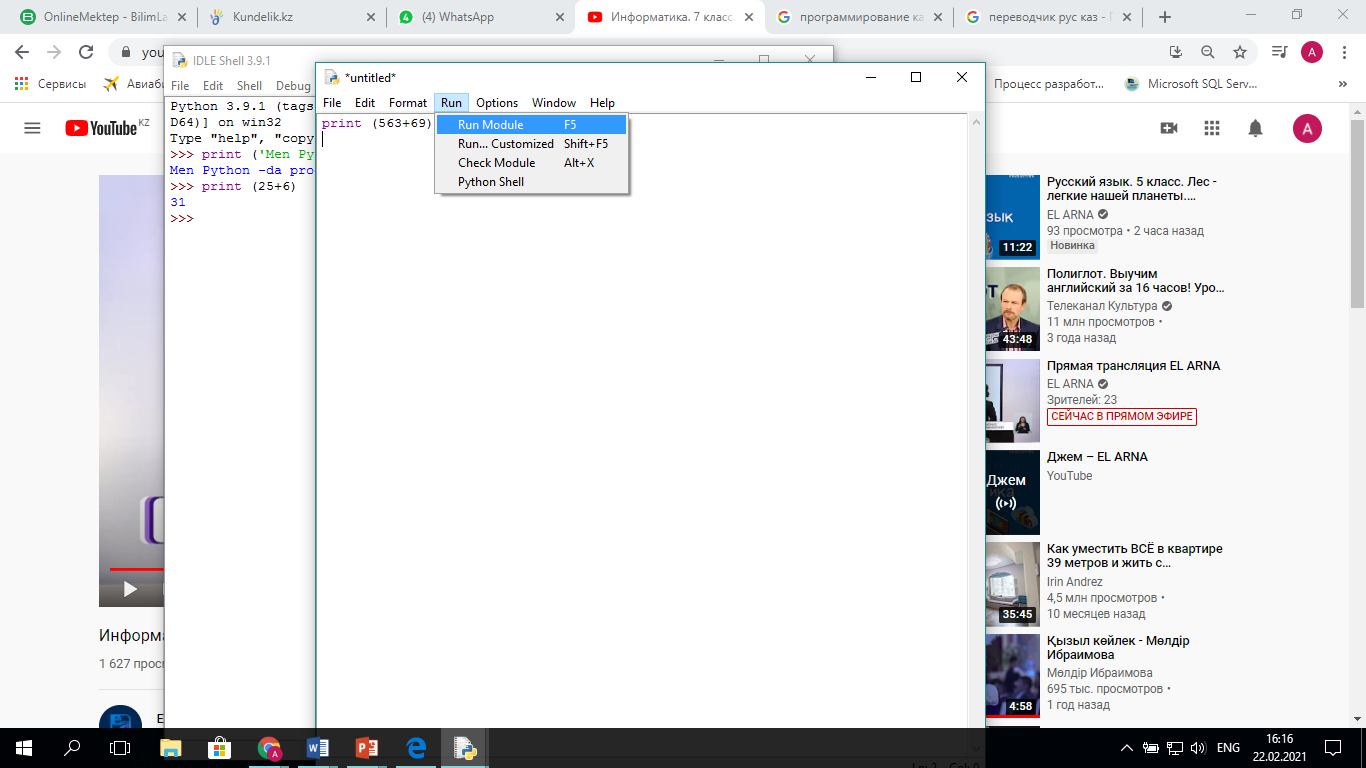 OnlineMektep - BilimLa
Kundelik.kz
(4) WhatsApp
Информатика. 7 класс.
программирование ка
переводчик рус каз - 
you
Сервисы
Авиаби
Процесс разработ...
Microsoft SQL Serv...
YouTube KZ
IDLE Shell 3.9.1
File Edit Shell Debug
Python 3.9.1 (tags
D64)] on win32
Type "help", "copy
>>> print ('Men Py
Men Python -da pro
>>> print (25+6)
31
>>>
*untitled*
File Edit Format Run Options Window Help
print (563+69)
Run Module F5
Run... Customized Shift+F5
Check Module Alt+X
Python Shell
Информа
1 627 прос
E
Русский язык. 5 класс. Лес -
легкие нашей планеты....
EL ARNA
93 просмотра • 2 часа назад
Новинка
ЗЫК
11:22
Полиглот. Выучим
английский за 16 часов! Уро...
Телеканал Культура
11 млн просмотров •
3 года назад
43:48
Прямая трансляция EL ARNA
EL ARNA
Зрителей: 23
СЕЙЧАС В ПРЯМОМ ЭФИРЕ
Джем – EL ARNA
YouTube
Джем
Как уместить ВСЁ в квартире
39 метров и жить с...
Irin Andrez
4,5 млн просмотров •
10 месяцев назад
35:45
Қызыл көйлек - Мөлдір
Ибраимова
Мөлдір Ибраимова
695 тыс. просмотров •
1 год назад
4:58
ENG
16:16
22.02.2021